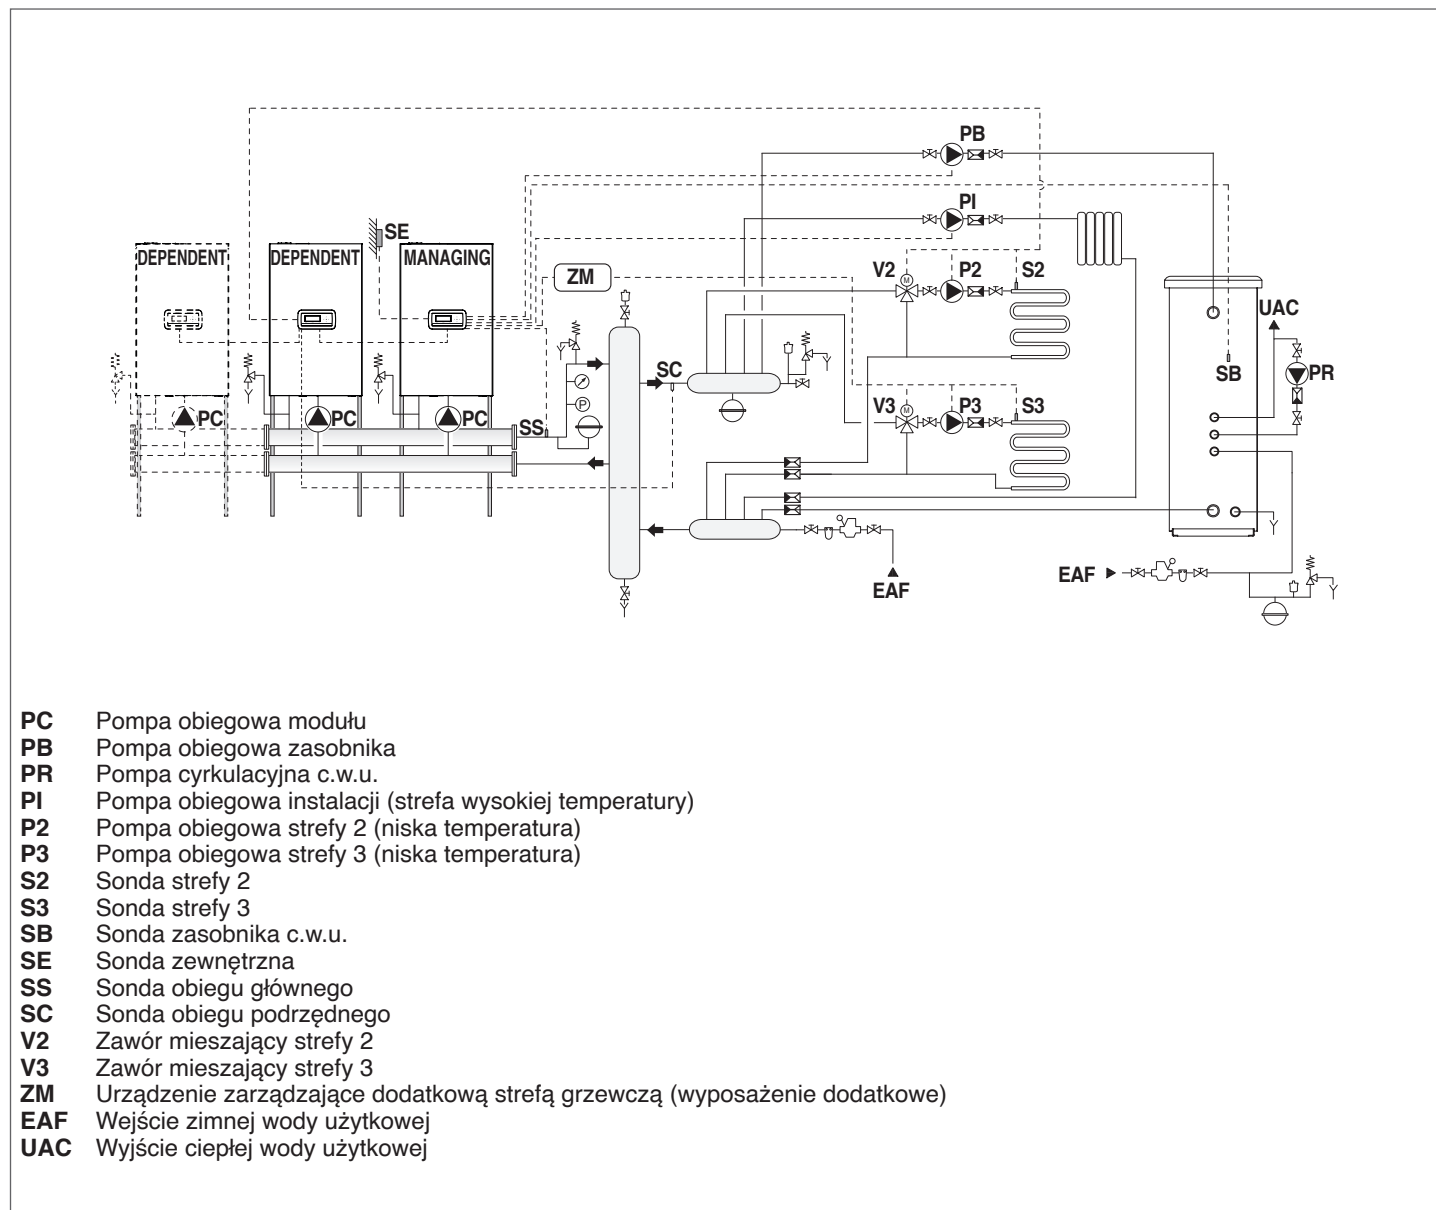 PB
PI
SE
DEPENDENT DEPENDENT MANAGING
ZM
V2 P2 S2
UAC
SC
SB PR
V3 P3 S3
PC PC PC
SS
P
M
M
EAF
EAF
PC Pompa obiegowa modułu
PB Pompa obiegowa zasobnika
PR Pompa cyrkulacyjna c.w.u.
PI Pompa obiegowa instalacji (strefa wysokiej temperatury)
P2 Pompa obiegowa strefy 2 (niska temperatura)
P3 Pompa obiegowa strefy 3 (niska temperatura)
S2 Sonda strefy 2
S3 Sonda strefy 3
SB Sonda zasobnika c.w.u.
SE Sonda zewnętrzna
SS Sonda obiegu głównego
SC Sonda obiegu podrzędnego
V2 Zawór mieszający strefy 2
V3 Zawór mieszający strefy 3
ZM Urządzenie zarządzające dodatkową strefą grzewczą (wyposażenie dodatkowe)
EAF Wejście zimnej wody użytkowej
UAC Wyjście ciepłej wody użytkowej